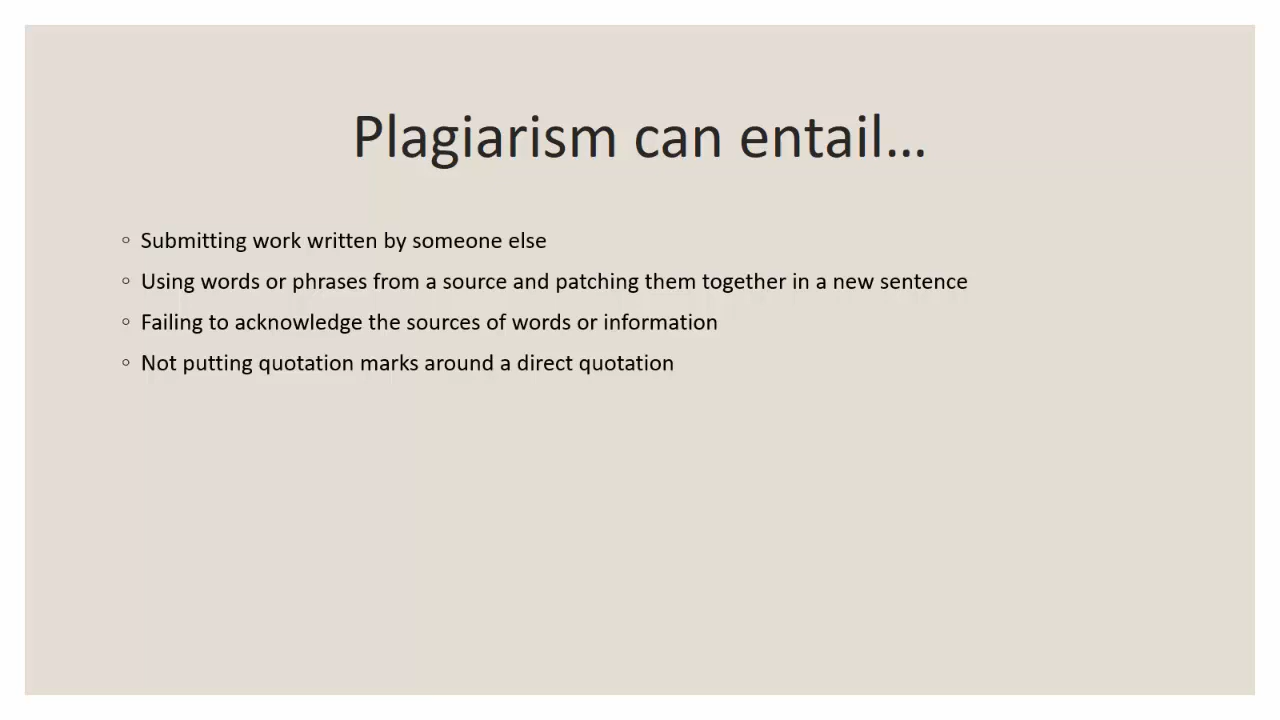 Plagiarism can entail...
◦ Submitting work written by someone else
◦ Using words or phrases from a source and patching them together in a new sentence
◦ Failing to acknowledge the sources of words or information
◦ Not putting quotation marks around a direct quotation